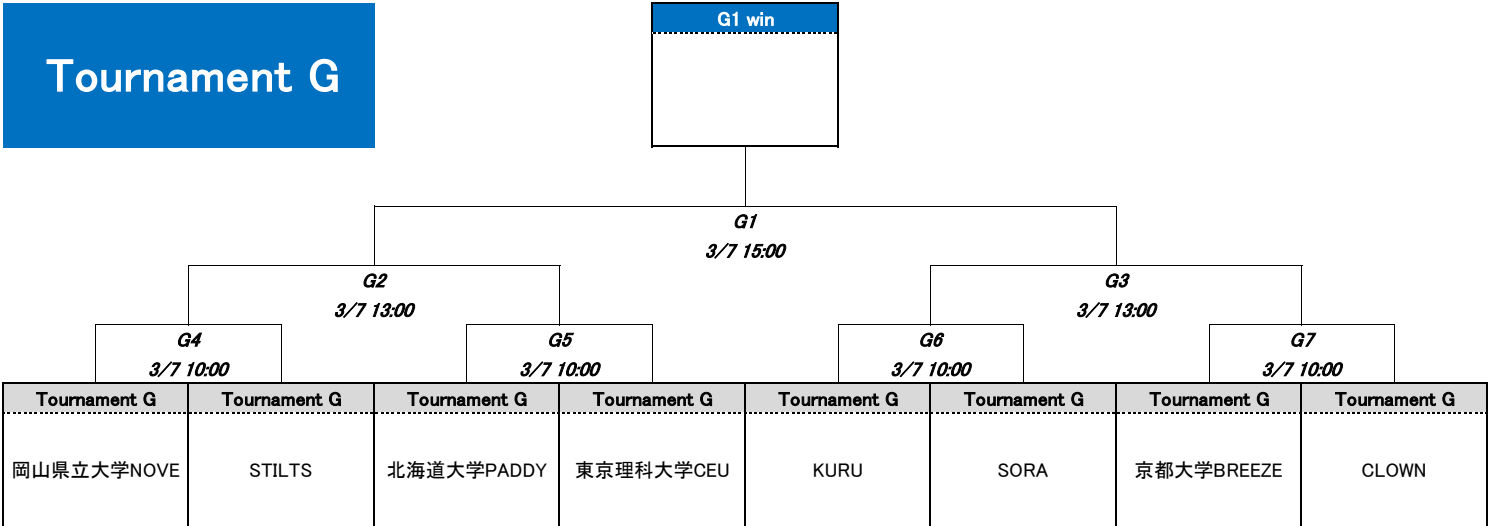 G1 win
Tournament G
G1
3/7 15:00
G2
G3
3/7 13:00
3/7 13:00
G4
G5
G6
G7
3/7 10:00
3/7 10:00
3/7 10:00
3/7 10:00
Tournament G
Tournament G
Tournament G
Tournament G
Tournament G
Tournament G
Tournament G
Tournament G
岡山県立大学NOVE
STILTS
北海道大学PADDY
東京理科大学CEU
KURU
SORA
京都大学BREEZE
CLOWN